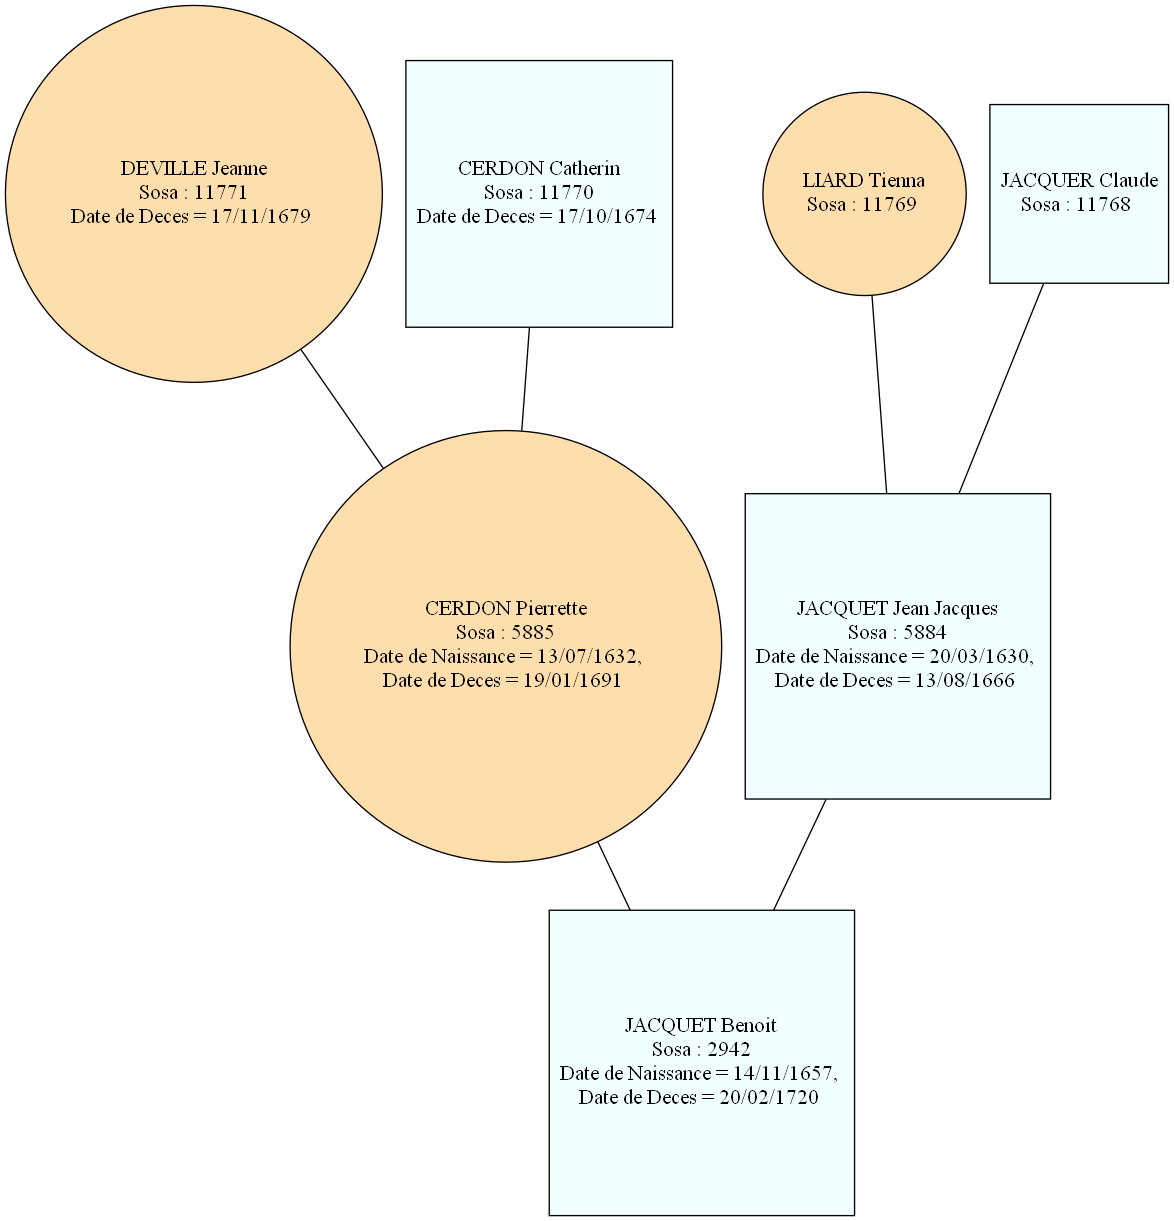 DEVILLE Jeanne
Sosa : 11771
Date de Deces = 17/11/1679
CERDON Catherin
Sosa : 11770
Date de Deces = 17/10/1674
LIARD Tienna
Sosa : 11769
JACQUER Claude
Sosa : 11768
CERDON Pierrette
Sosa : 5885
Date de Naissance = 13/07/1632,
Date de Deces = 19/01/1691
JACQUET Jean Jacques
Sosa : 5884
Date de Naissance = 20/03/1630,
Date de Deces = 13/08/1666
JACQUET Benoit
Sosa : 2942
Date de Naissance = 14/11/1657,
Date de Deces = 20/02/1720